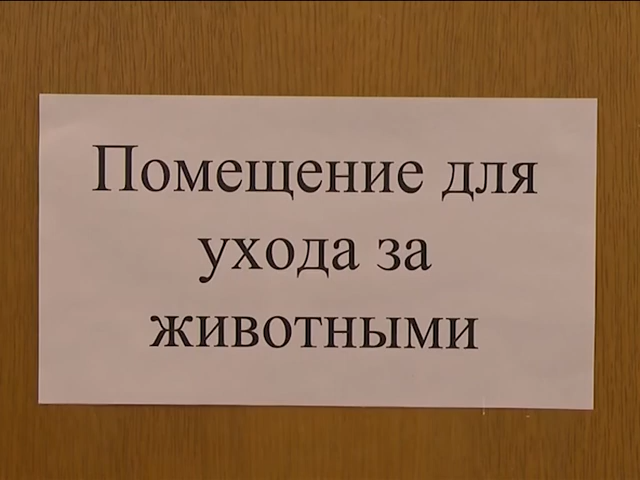 Помещение для
ухода за
животными